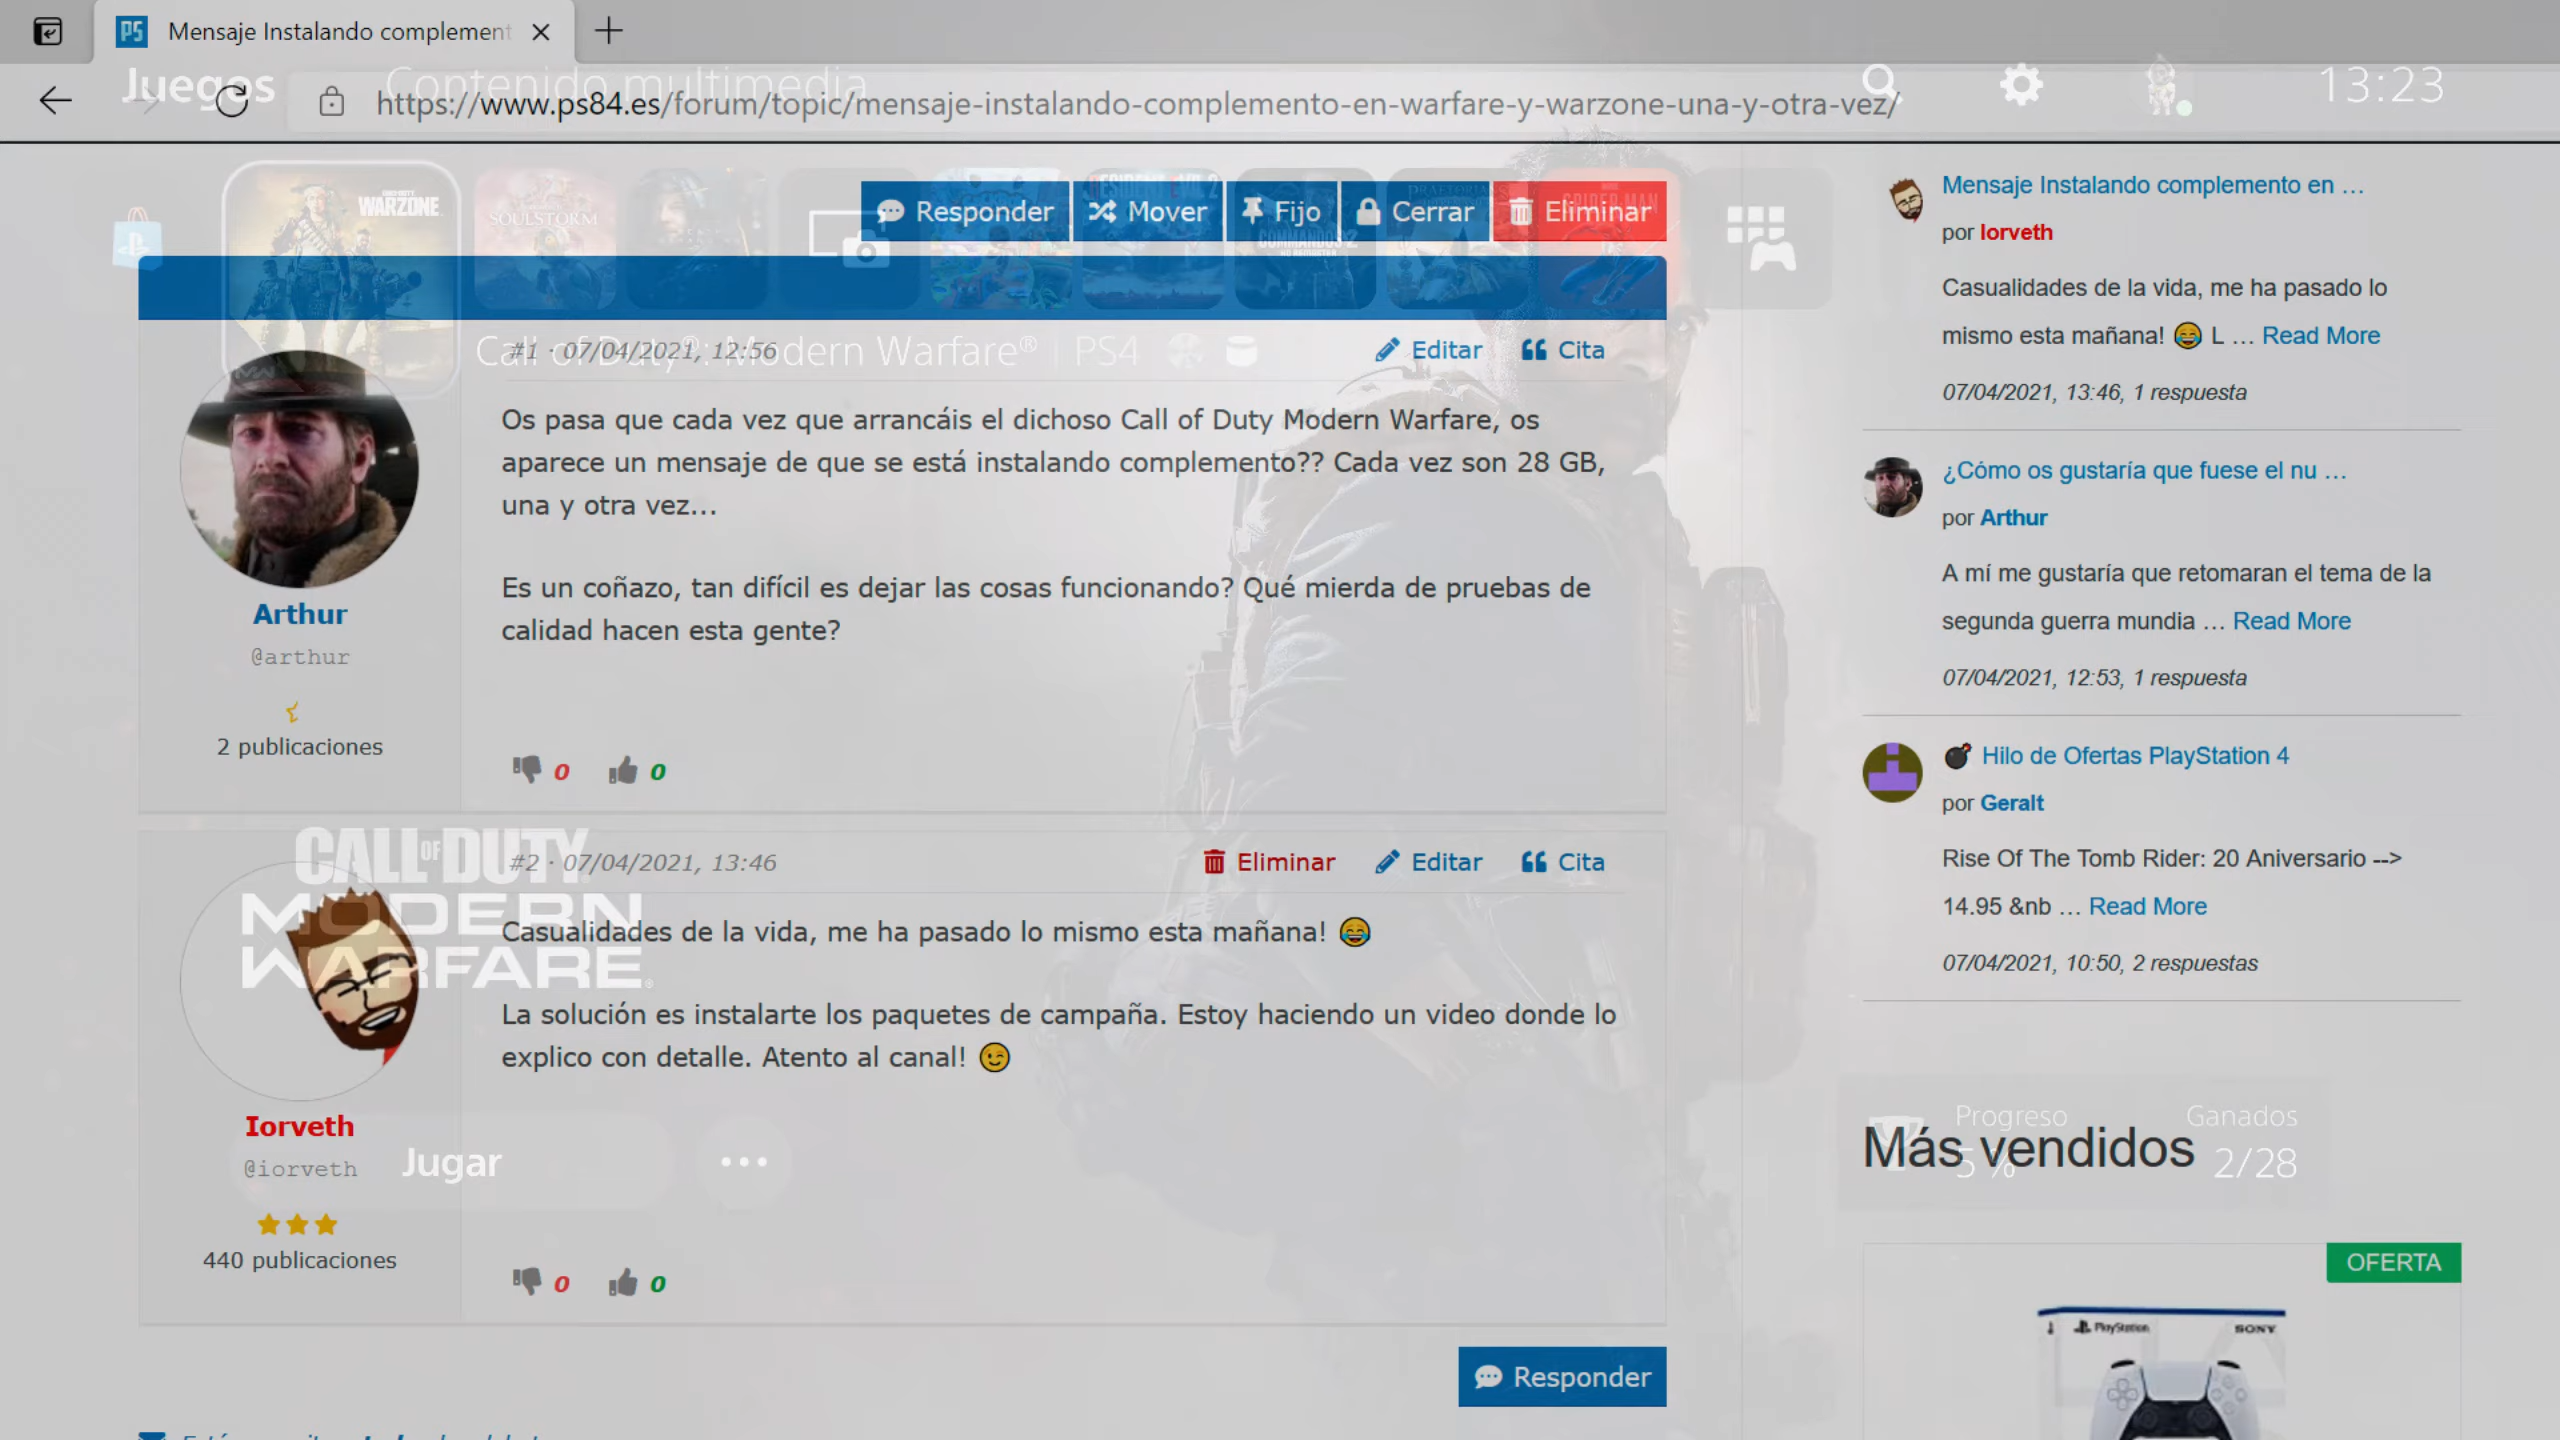 Mensaje Instalando complement
Juegos
Contenido multimedia
13:23
https://www.ps84.es/forum/topic/mensaje-instalando-complemento-en-warfare-y-warzone-una-y-otra-vez/
WARZONE
SOULSTORM
RESIDENT EVIL 2
COMMANDOS 2
Responder
Mover
Fijo
Cerrar
Eliminar
Call of Duty®: Modern Warfare® | PS4
#1 · 07/04/2021, 12:56
Editar
Cita
Os pasa que cada vez que arrancáis el dichoso Call of Duty Modern Warfare, os
aparece un mensaje de que se está instalando complemento?? Cada vez son 28 GB,
una y otra vez...
Es un coñazo, tan difícil es dejar las cosas funcionando? Qué mierda de pruebas de
calidad hacen esta gente?
Arthur
@arthur
2 publicaciones
0
0
CALL OF DUTY
MODERN
WARFARE®
#2 · 07/04/2021, 13:46
Eliminar
Editar
Cita
Casualidades de la vida, me ha pasado lo mismo esta mañana! 😂
La solución es instalarte los paquetes de campaña. Estoy haciendo un video donde lo
explico con detalle. Atento al canal! 😉
Iorveth
@iorveth
440 publicaciones
Jugar
0
0
Responder
Mensaje Instalando complemento en …
por Iorveth
Casualidades de la vida, me ha pasado lo
mismo esta mañana! 😂 L … Read More
07/04/2021, 13:46, 1 respuesta
¿Cómo os gustaría que fuese el nu …
por Arthur
A mí me gustaría que retomaran el tema de la
segunda guerra mundia … Read More
07/04/2021, 12:53, 1 respuesta
💣 Hilo de Ofertas PlayStation 4
por Geralt
Rise Of The Tomb Rider: 20 Aniversario -->
14.95 &nb … Read More
07/04/2021, 10:50, 2 respuestas
Progreso
Ganados
5 %
2/28
Más vendidos
OFERTA
PlayStation
SONY